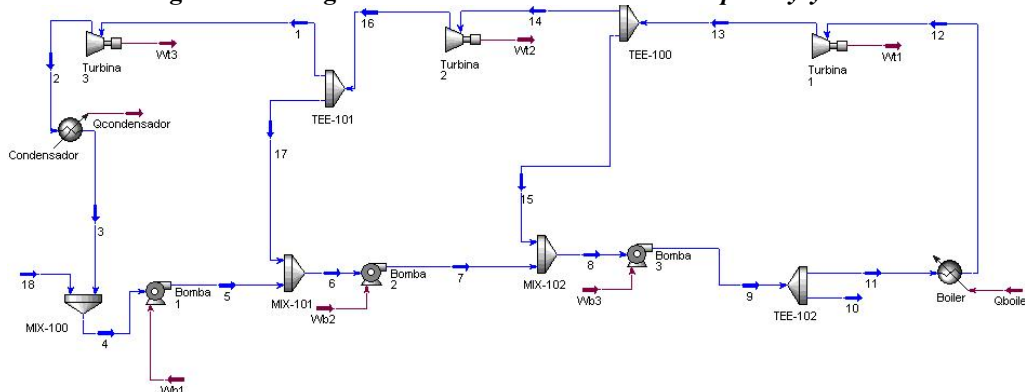 16
14
1
13
12
Wt3
Wt2
Wt1
TEE-100
Turbina
3
Turbina
2
Turbina
1
2
TEE-101
Qcondensador
Condensador
17
15
3
18
Bomba
1
5
MIX-101
6
Bomba
2
7
MIX-102
8
Bomba
3
9
11
10
TEE-102
Boiler
Qboile
MIX-100
4
Wb2
Wb3
Wb1